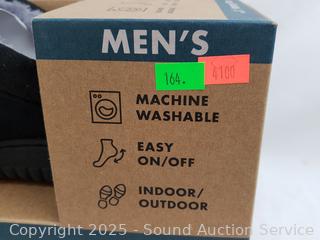 MEN'S
164.
4100
MACHINE
WASHABLE
EASY
ON/OFF
INDOOR/
OUTDOOR
Copyright 2025 - Sound Auction Service